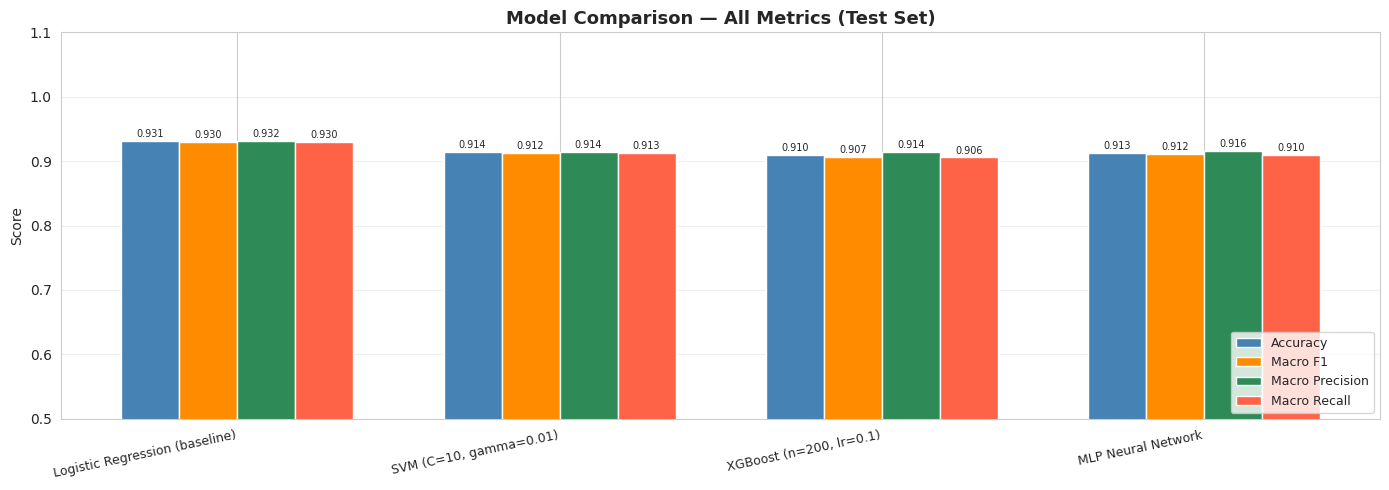 Model Comparison — All Metrics (Test Set)
1.1
1.0
0.9
0.8
0.7
0.6
0.5
Score
0.931
0.930
0.932
0.930
0.914
0.912
0.914
0.913
0.910
0.907
0.914
0.906
0.913
0.912
0.916
0.910
Accuracy
Macro F1
Macro Precision
Macro Recall
Logistic Regression (baseline)
SVM (C=10, gamma=0.01)
XGBoost (n=200, lr=0.1)
MLP Neural Network